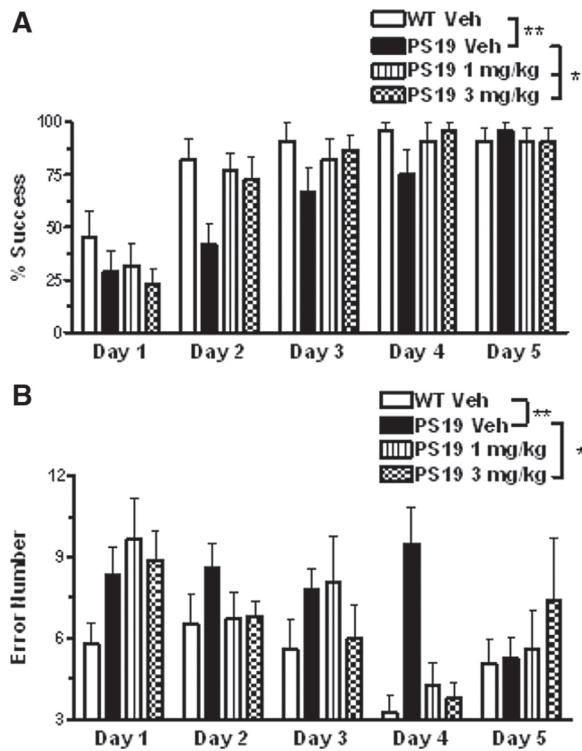 A
WT Veh
**
PS19 Veh
PS19 1 mg/kg
*
PS19 3 mg/kg
100
75
50
25
0
% Success
Day 1 Day 2 Day 3 Day 4 Day 5
B
WT Veh
**
PS19 Veh
PS19 1 mg/kg
*
PS19 3 mg/kg
12
9
6
3
Error Number
Day 1 Day 2 Day 3 Day 4 Day 5